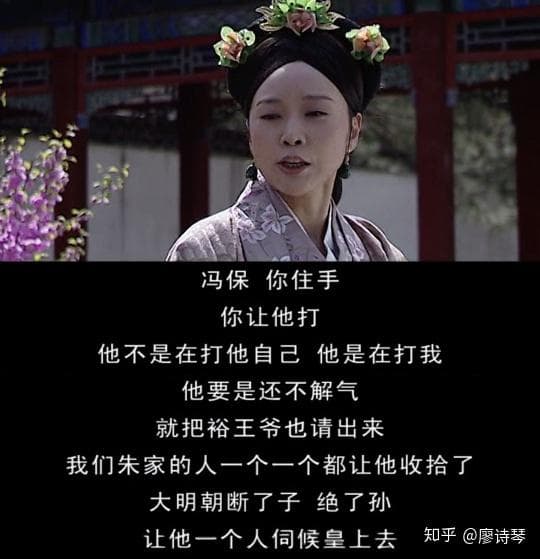 冯保 你住手
你让他打
他不是在打他自己 他是在打我
他要是还不解气
就把裕王爷也请出来
我们朱家的人一个一个都让他收拾了
大明朝断了子 绝了孙
让他一个人伺候皇上去
知乎 @廖诗琴